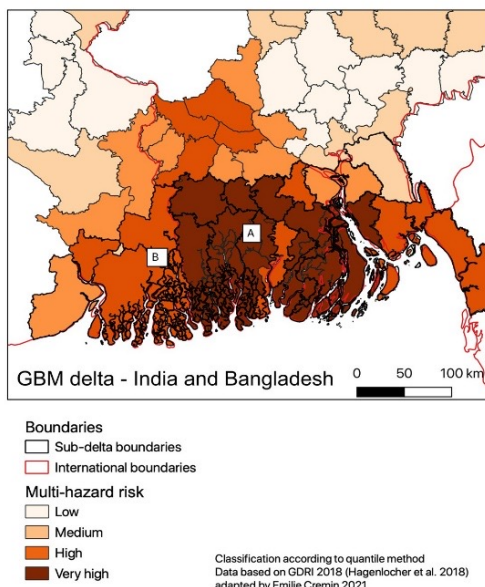 A
B
GBM delta - India and Bangladesh
0 50 100 km
Boundaries
Sub-delta boundaries
International boundaries
Multi-hazard risk
Low
Medium
High
Very high
Classification according to quantile method
Data based on GDRI 2018 (Hagenlocher et al. 2018)
adapted by Emilie Cremin 2021